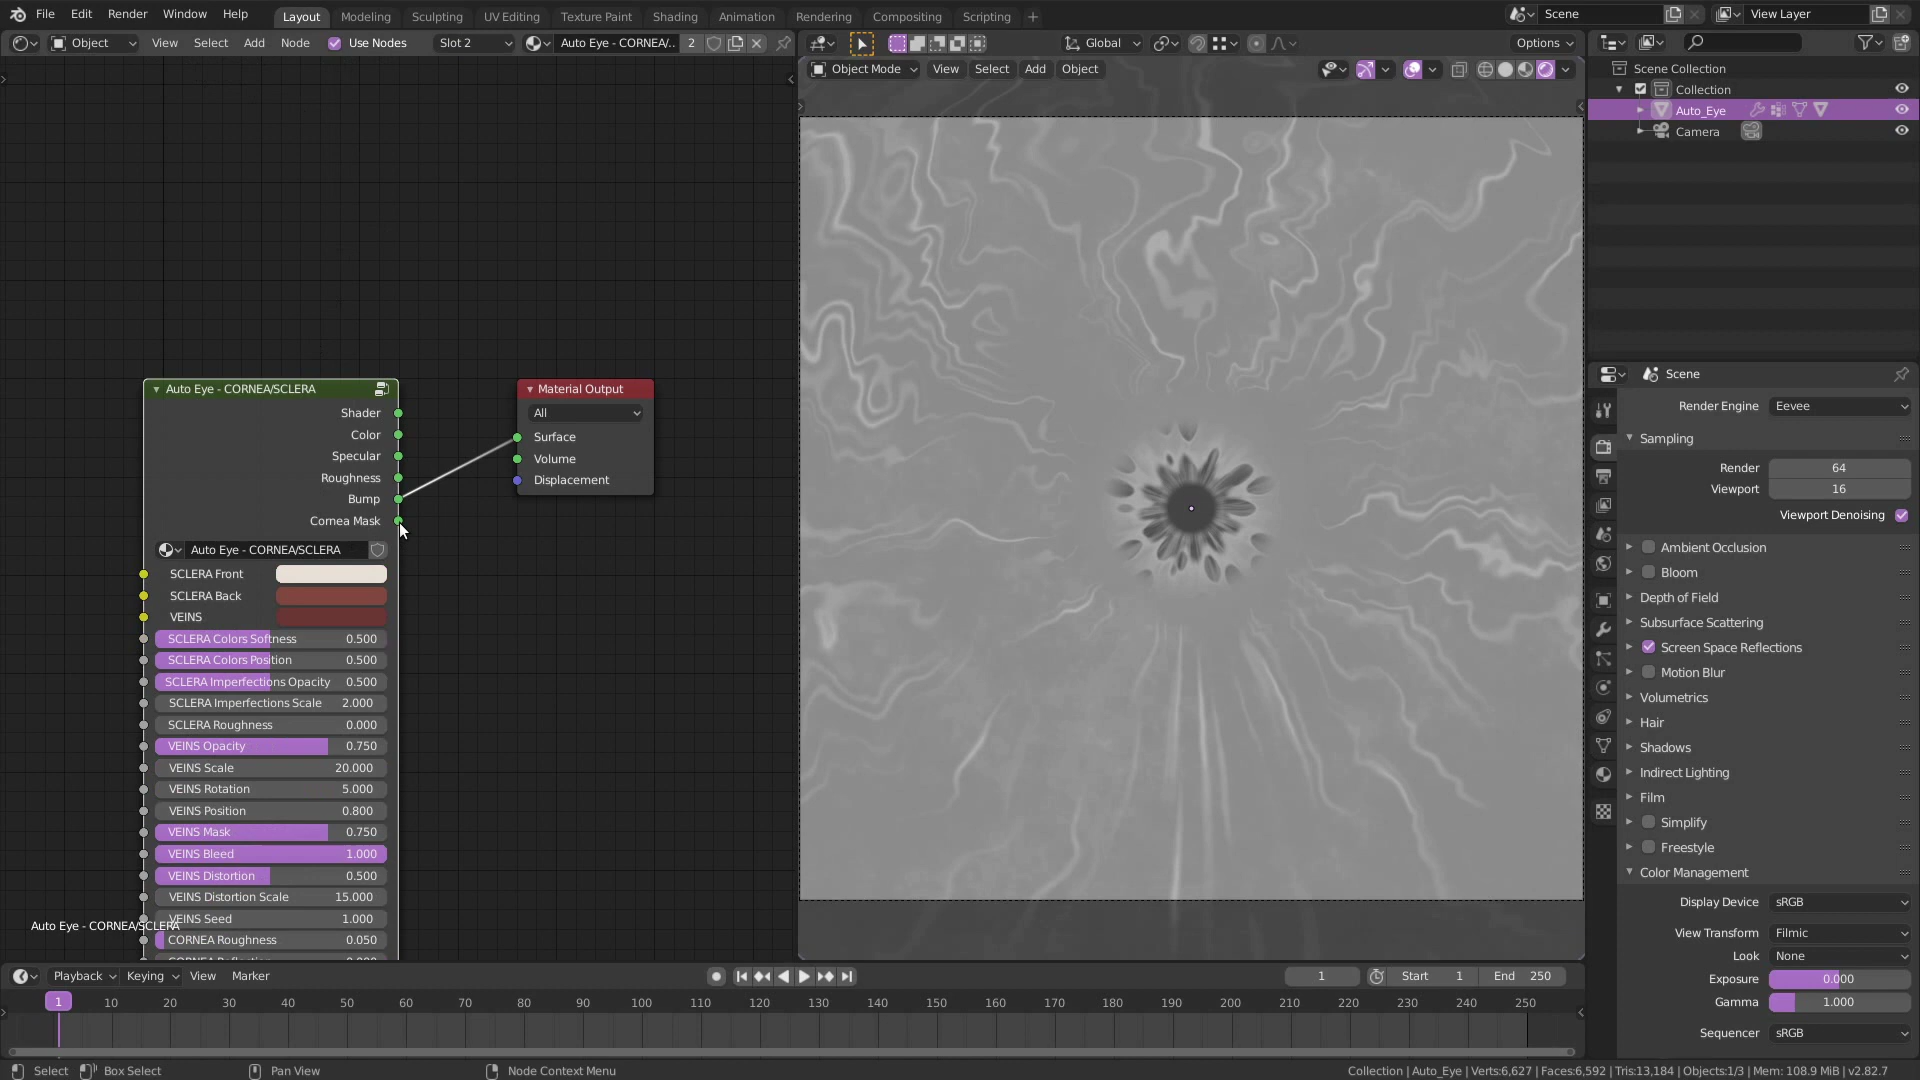 File Edit Render Window Help Layout Modeling Sculpting UV Editing Texture Paint Shading Animation Rendering Compositing Scripting + Scene View Layer
Object View Select Add Node Use Nodes Slot 2 Auto Eye - CORNEA/.. 2 Global Options
Object Mode View Select Add Object
Scene Collection
Collection
Auto_Eye
Camera
Auto Eye - CORNEA/SCLERA
Shader
Color
Specular
Roughness
Bump
Cornea Mask
Auto Eye - CORNEA/SCLERA
SCLERA Front
SCLERA Back
VEINS
SCLERA Colors Softness 0.500
SCLERA Colors Position 0.500
SCLERA Imperfections Opacity 0.500
SCLERA Imperfections Scale 2.000
SCLERA Roughness 0.000
VEINS Opacity 0.750
VEINS Scale 20.000
VEINS Rotation 5.000
VEINS Position 0.800
VEINS Mask 0.750
VEINS Bleed 1.000
VEINS Distortion 0.500
VEINS Distortion Scale 15.000
VEINS Seed 1.000
Auto Eye - CORNEA/SCLERA
CORNEA Roughness 0.050
Material Output
All
Surface
Volume
Displacement
Scene
Render Engine Eevee
Sampling
Render 64
Viewport 16
Viewport Denoising
Ambient Occlusion
Bloom
Depth of Field
Subsurface Scattering
Screen Space Reflections
Motion Blur
Volumetrics
Hair
Shadows
Indirect Lighting
Film
Simplify
Freestyle
Color Management
Display Device sRGB
View Transform Filmic
Look None
Exposure 0.000
Gamma 1.000
Sequencer sRGB
Playback Keying View Marker 1 Start 1 End 250
1 10 20 30 40 50 60 70 80 90 100 110 120 130 140 150 160 170 180 190 200 210 220 230 240 250
Select Box Select Pan View Node Context Menu Collection | Auto_Eye | Verts:6,627 | Faces:6,592 | Tris:13,184 | Objects:1/3 | Mem: 108.9 MiB | v2.82.7